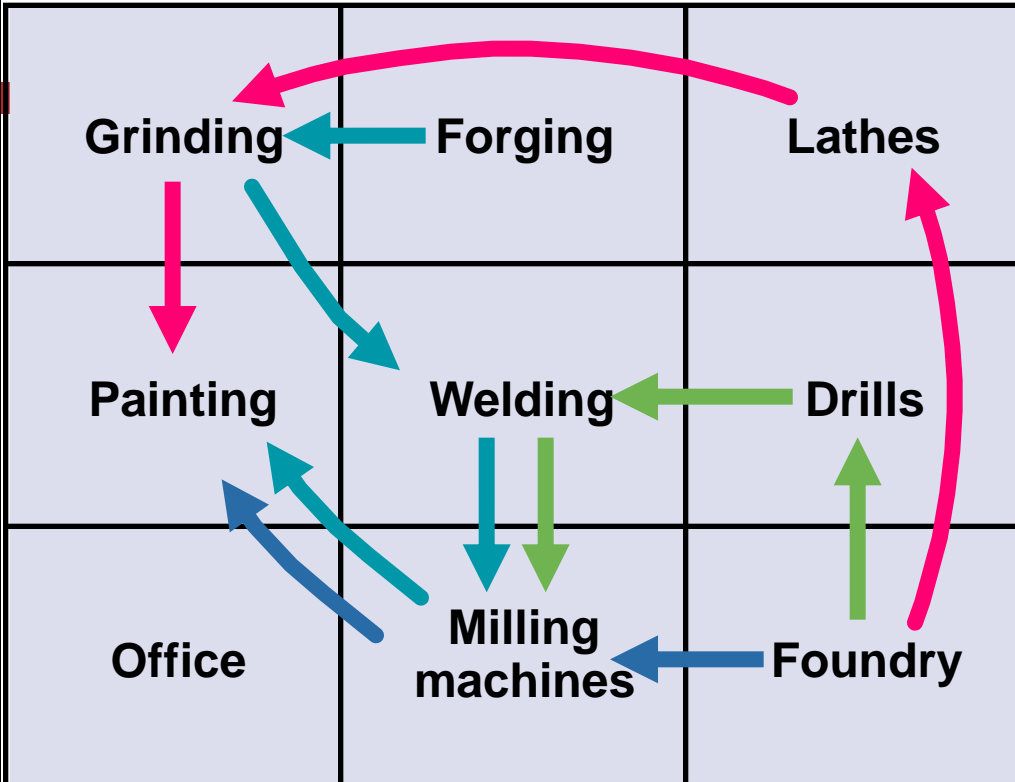 Grinding
Forging
Lathes
Painting
Welding
Drills
Office
Milling
machines
Foundry